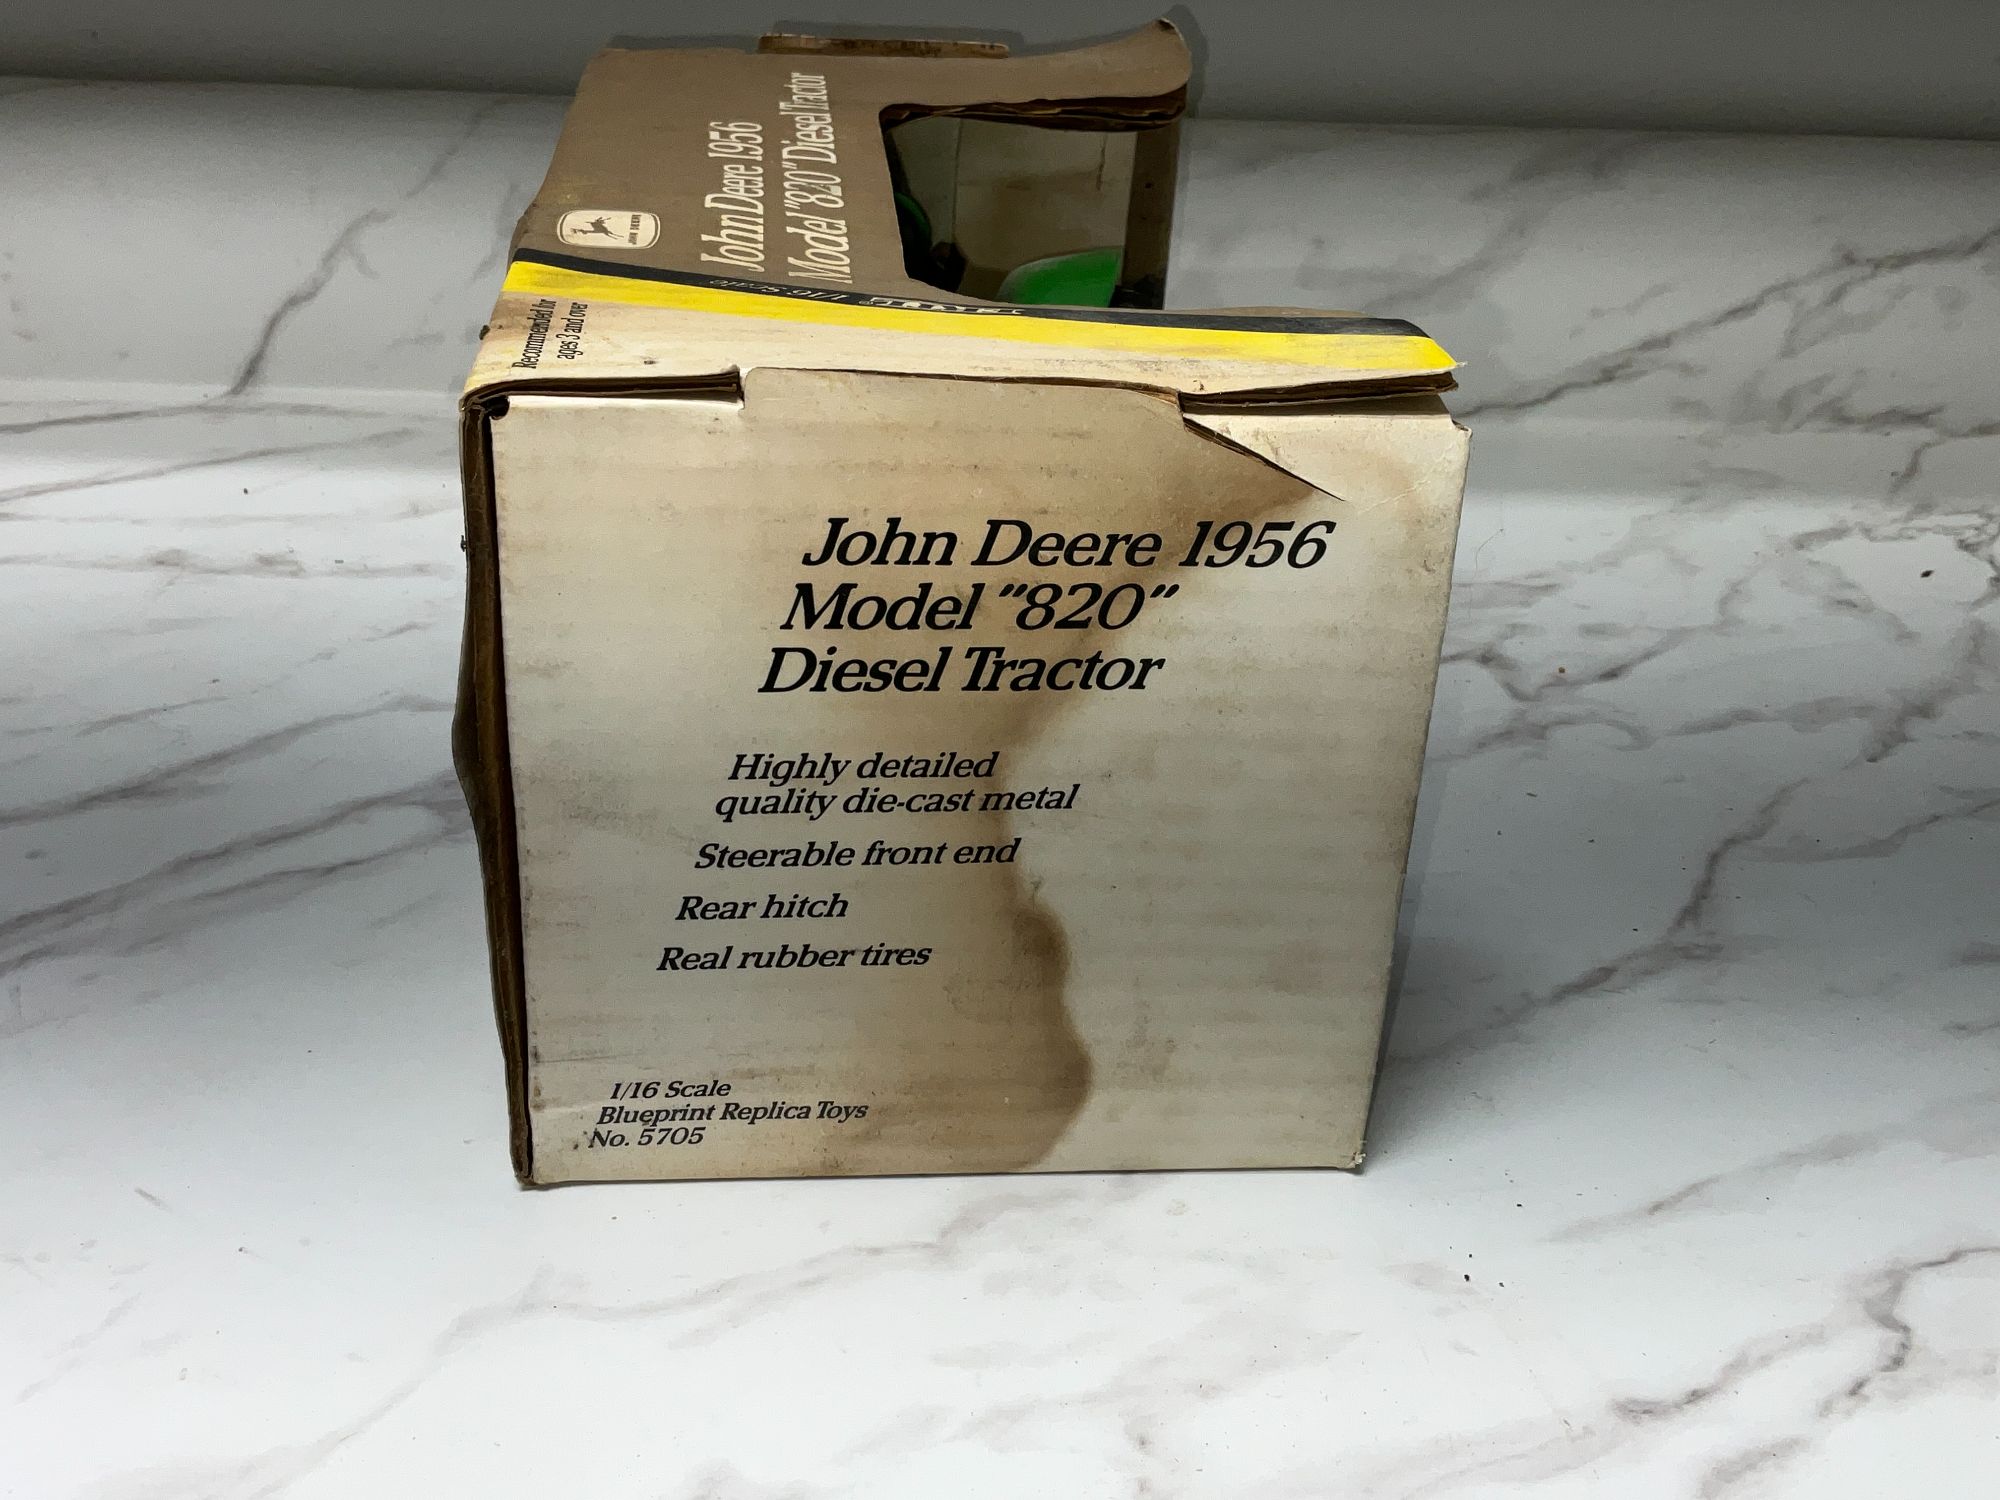 John Deere 1956
Model "820" Diesel Tractor
1/16 Scale
JOHN DEERE
Recommended for
ages 3 and over
John Deere 1956
Model "820"
Diesel Tractor
Highly detailed
quality die-cast metal
Steerable front end
Rear hitch
Real rubber tires
1/16 Scale
Blueprint Replica Toys
No. 5705